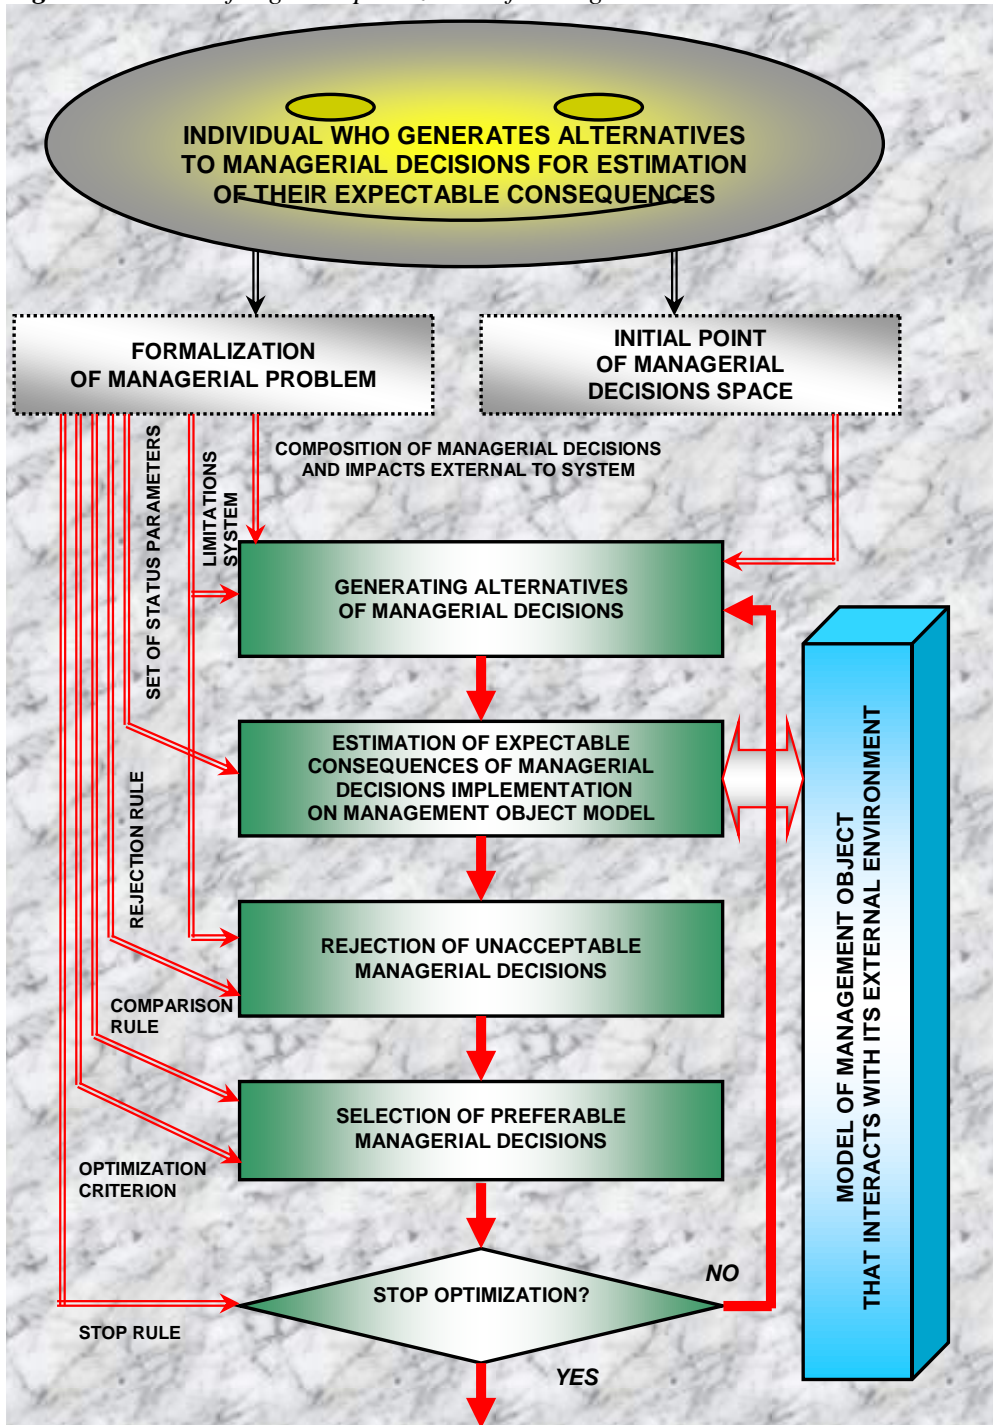 INDIVIDUAL WHO GENERATES ALTERNATIVES
TO MANAGERIAL DECISIONS FOR ESTIMATION
OF THEIR EXPECTABLE CONSEQUENCES
FORMALIZATION
OF MANAGERIAL PROBLEM
INITIAL POINT
OF MANAGERIAL
DECISIONS SPACE
COMPOSITION OF MANAGERIAL DECISIONS
AND IMPACTS EXTERNAL TO SYSTEM
SET OF STATUS PARAMETERS
LIMITATIONS
SYSTEM
GENERATING ALTERNATIVES
OF MANAGERIAL DECISIONS
ESTIMATION OF EXPECTABLE
CONSEQUENCES OF MANAGERIAL
DECISIONS IMPLEMENTATION
ON MANAGEMENT OBJECT MODEL
REJECTION RULE
REJECTION OF UNACCEPTABLE
MANAGERIAL DECISIONS
COMPARISON
RULE
SELECTION OF PREFERABLE
MANAGERIAL DECISIONS
OPTIMIZATION
CRITERION
STOP OPTIMIZATION?
NO
STOP RULE
YES
MODEL OF MANAGEMENT OBJECT
THAT INTERACTS WITH ITS EXTERNAL ENVIRONMENT